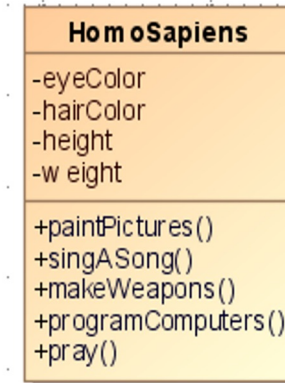 HomoSapiens
-eyeColor
-hairColor
-height
-weight
+paintPictures()
+singASong()
+makeWeapons()
+programComputers()
+pray()